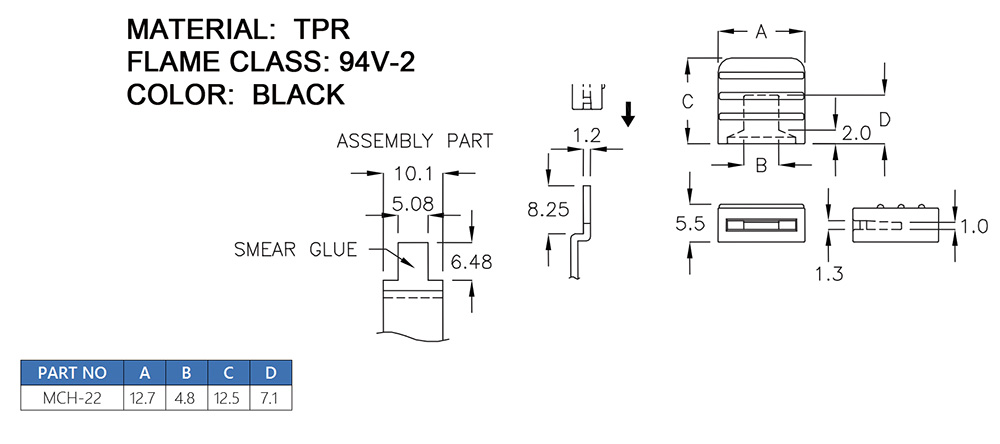 MATERIAL: TPR
FLAME CLASS: 94V-2
COLOR: BLACK
ASSEMBLY PART
10.1
5.08
SMEAR GLUE
6.48
1.2
8.25
A
C
D
2.0
B
5.5
1.3
1.0
PART NO A B C D
MCH-22 12.7 4.8 12.5 7.1